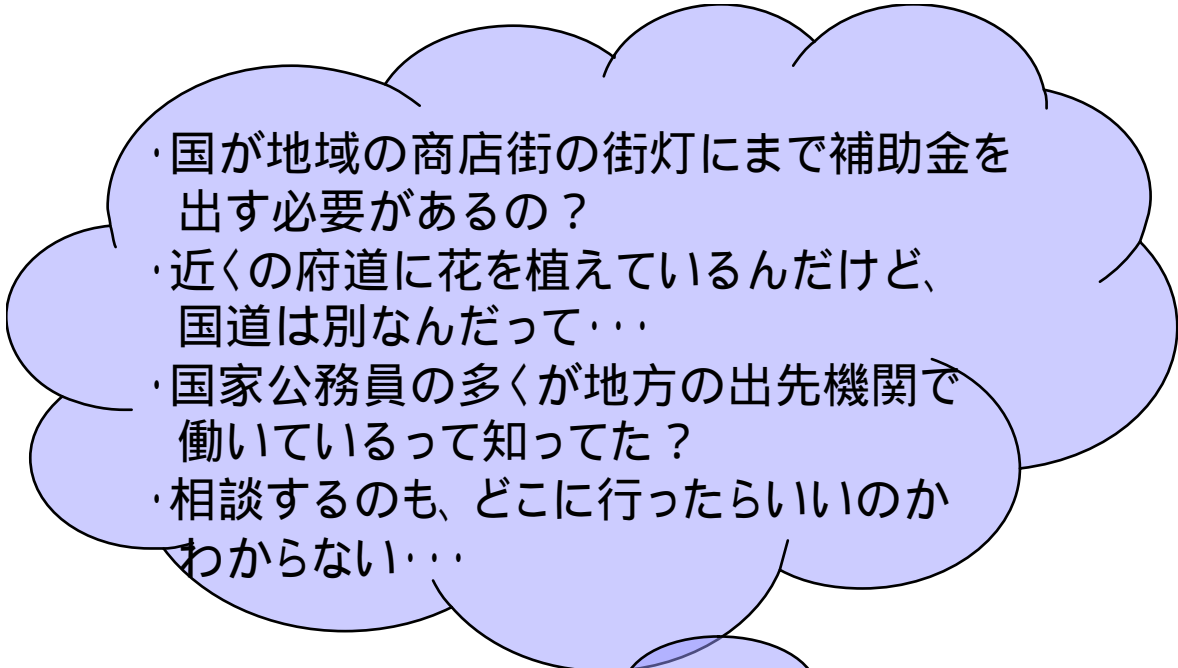 ・国が地域の商店街の街灯にまで補助金を
出す必要があるの？
・近くの府道に花を植えているんだけど、
国道は別なんだって・・・
・国家公務員の多くが地方の出先機関で
働いているって知ってた？
・相談するのも、どこに行ったらいいのか
わからない・・・